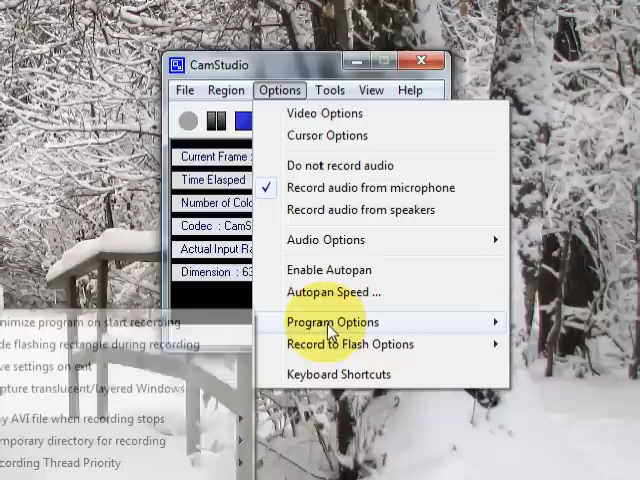 CamStudio
File Region Options Tools View Help
Video Options
Cursor Options
Current Frame :
Do not record audio
Time Elasped
Record audio from microphone
Number of Colo
Record audio from speakers
Codec : CamS
Audio Options
Actual Input Ra
Enable Autopan
Dimension : 63
Autopan Speed ...
Program Options
Record to Flash Options
Keyboard Shortcuts
nimize program on start recording
de flashing rectangle during recording
ve settings on exit
pture translucent/layered Windows
ay AVI file when recording stops
mporary directory for recording
cording Thread Priority